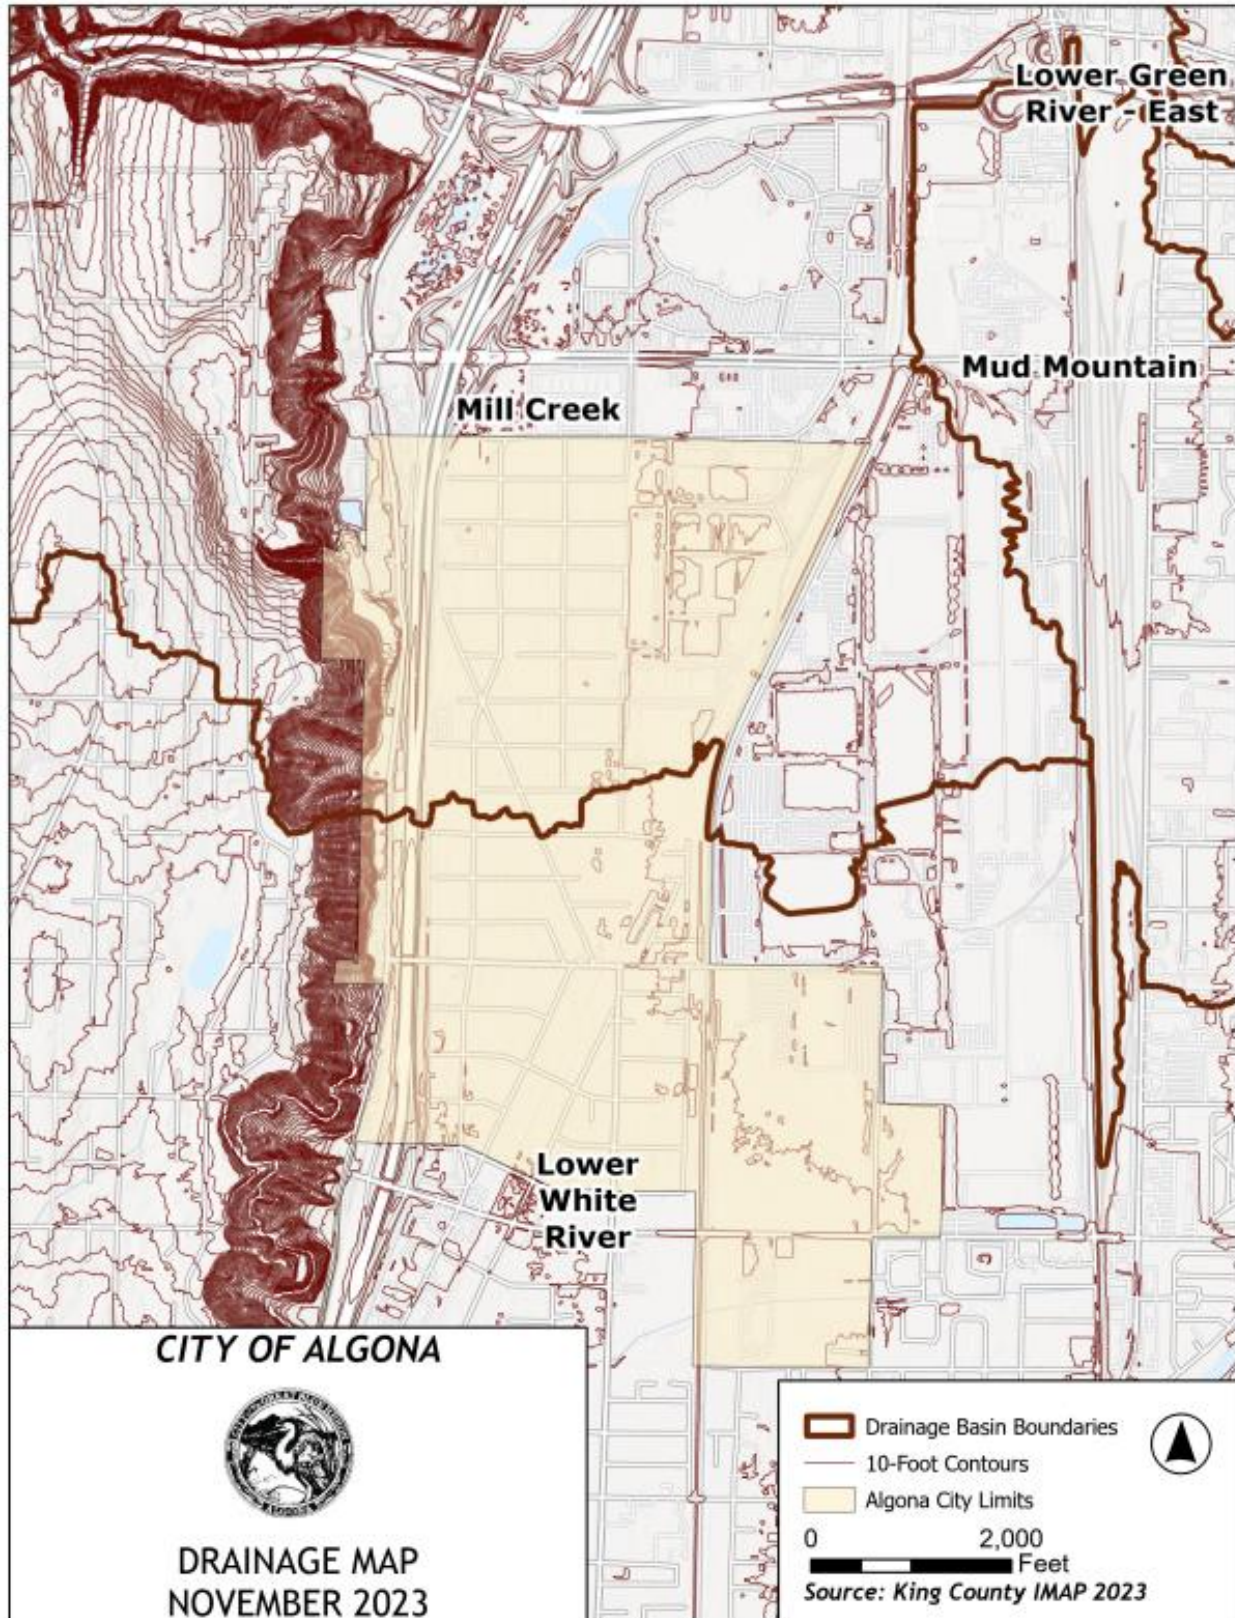 Lower Green
River - East
Mud Mountain
Mill Creek
Lower
White
River
CITY OF ALGONA
ALGONA
DRAINAGE MAP
NOVEMBER 2023
Drainage Basin Boundaries
10-Foot Contours
Algona City Limits
0 2,000
Feet
Source: King County IMAP 2023